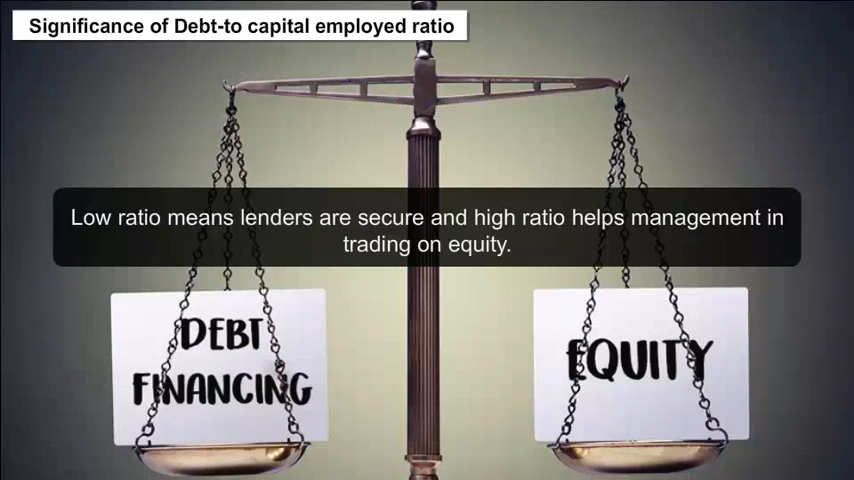 Significance of Debt-to capital employed ratio
Low ratio means lenders are secure and high ratio helps management in
trading on equity.
DEBT
FINANCING
EQUITY